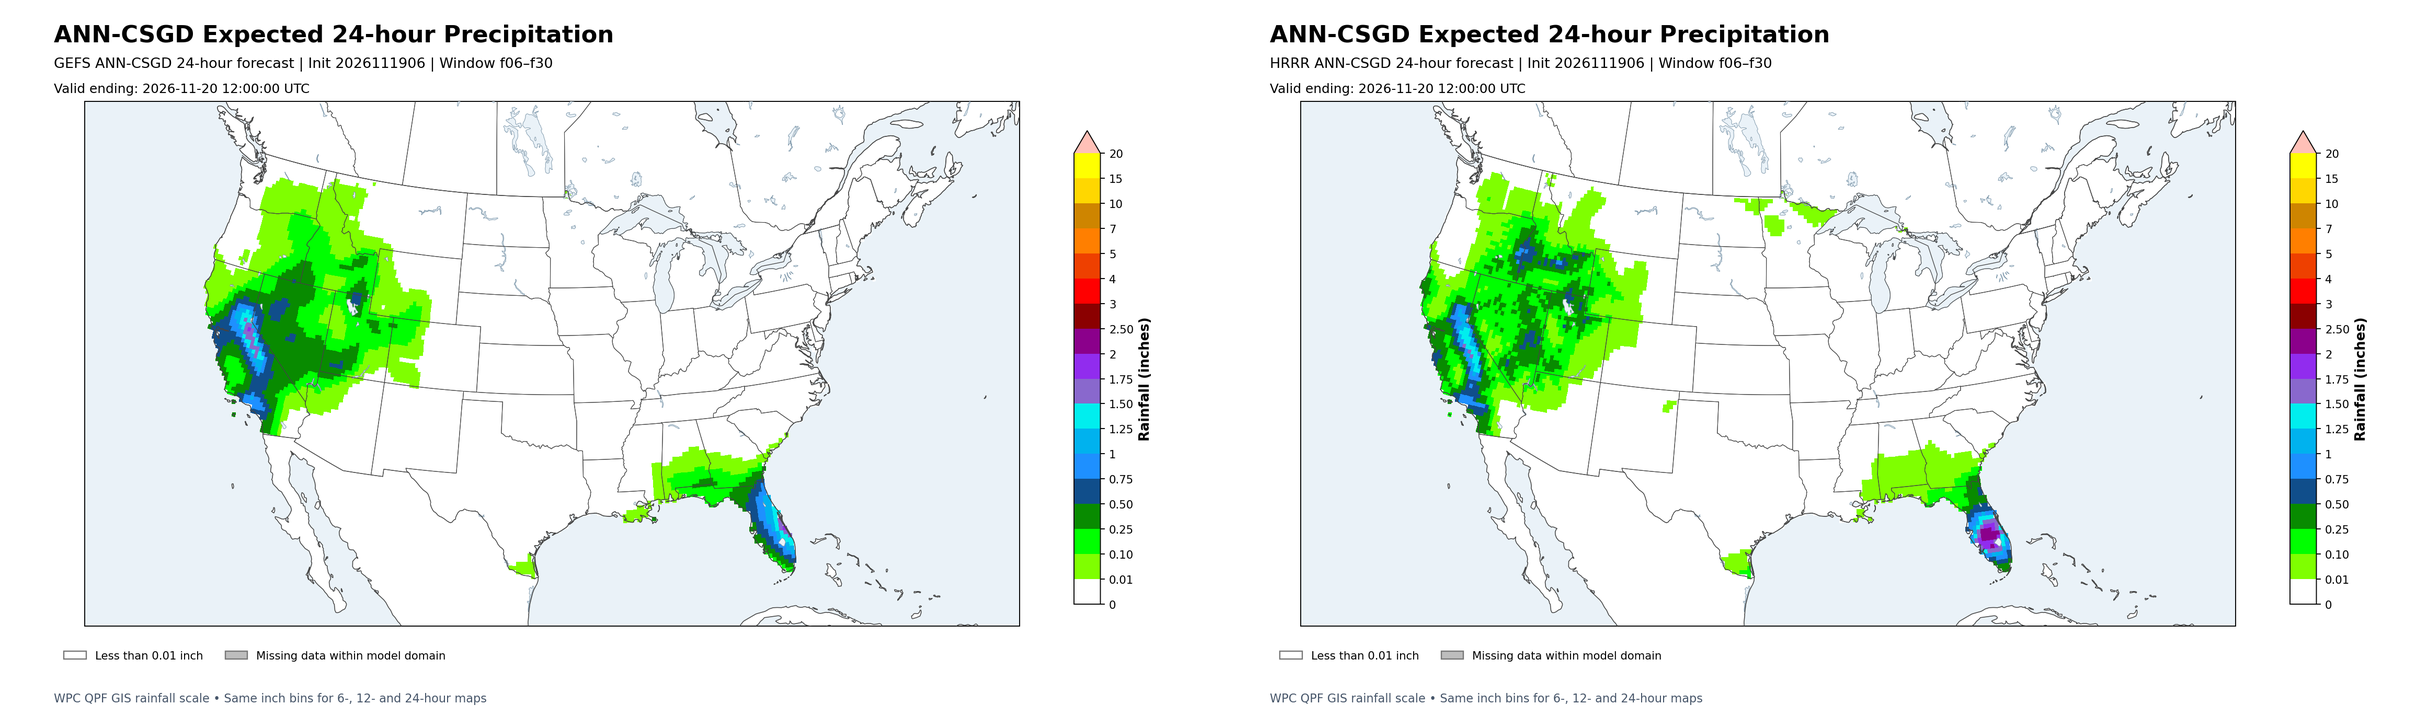 ANN-CSGD Expected 24-hour Precipitation
GEFS ANN-CSGD 24-hour forecast | Init 2026111906 | Window f06–f30
Valid ending: 2026-11-20 12:00:00 UTC
20
15
10
7
5
4
3
2.50
2
1.75
1.50
1.25
1
0.75
0.50
0.25
0.10
0.01
0
Rainfall (inches)
Less than 0.01 inch
Missing data within model domain
WPC QPF GIS rainfall scale • Same inch bins for 6-, 12- and 24-hour maps
ANN-CSGD Expected 24-hour Precipitation
HRRR ANN-CSGD 24-hour forecast | Init 2026111906 | Window f06–f30
Valid ending: 2026-11-20 12:00:00 UTC
20
15
10
7
5
4
3
2.50
2
1.75
1.50
1.25
1
0.75
0.50
0.25
0.10
0.01
0
Rainfall (inches)
Less than 0.01 inch
Missing data within model domain
WPC QPF GIS rainfall scale • Same inch bins for 6-, 12- and 24-hour maps